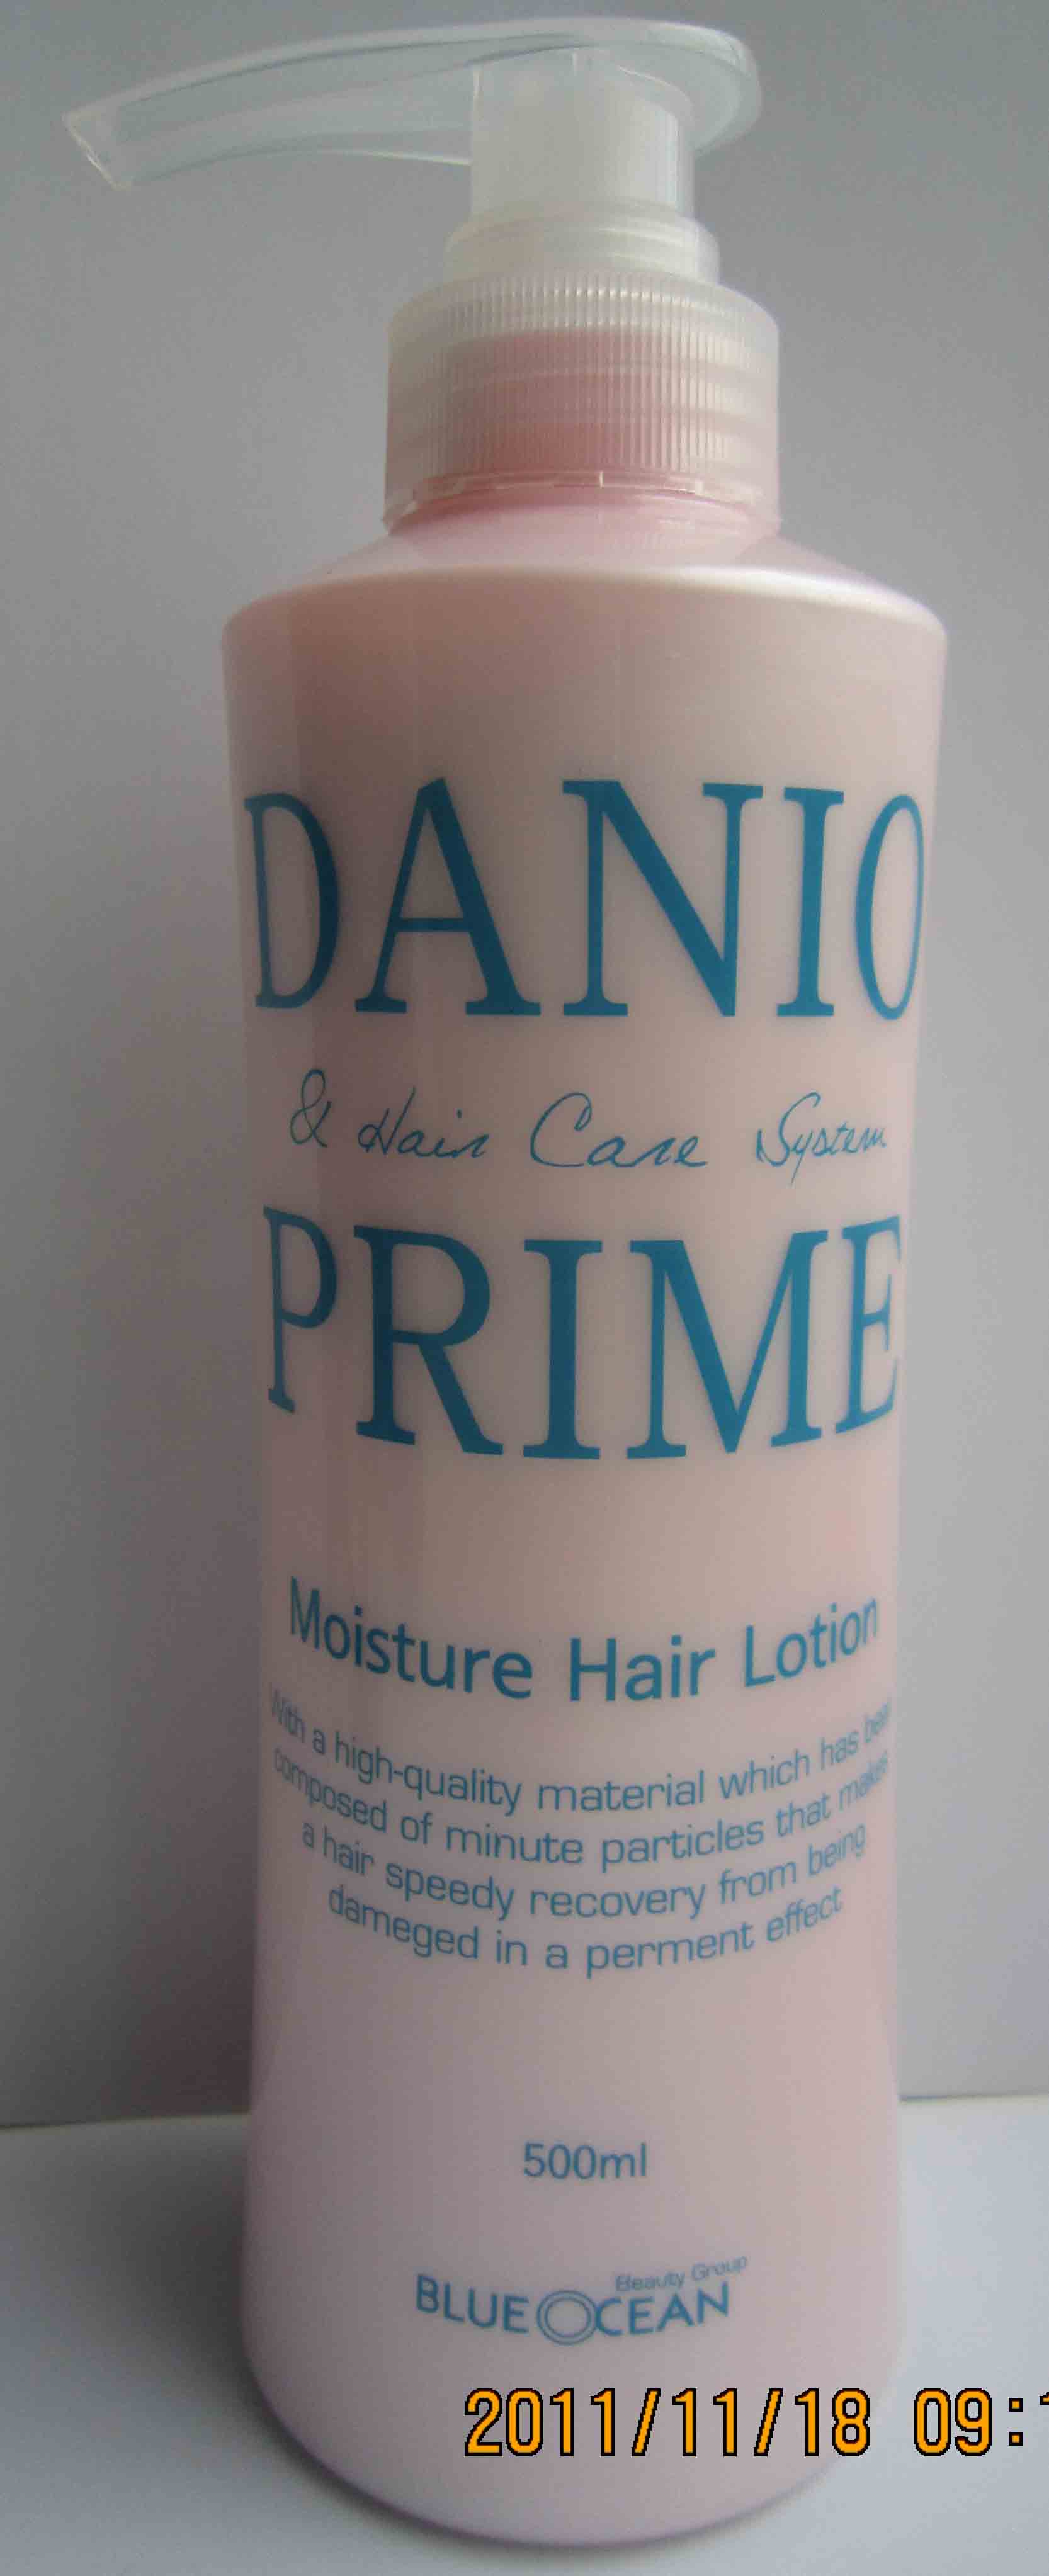 DANIO
& Hair Care System
PRIME
Moisture Hair Lotion
With a high-quality material which has been
composed of minute particles that makes
a hair speedy recovery from being
dameged in a perment effect
500ml
Beauty Group
BLUE OCEAN
2011/11/18 09:1